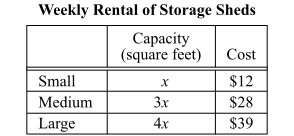 Weekly Rental of Storage Sheds
Capacity
(square feet) Cost
Small x $12
Medium 3x $28
Large 4x $39